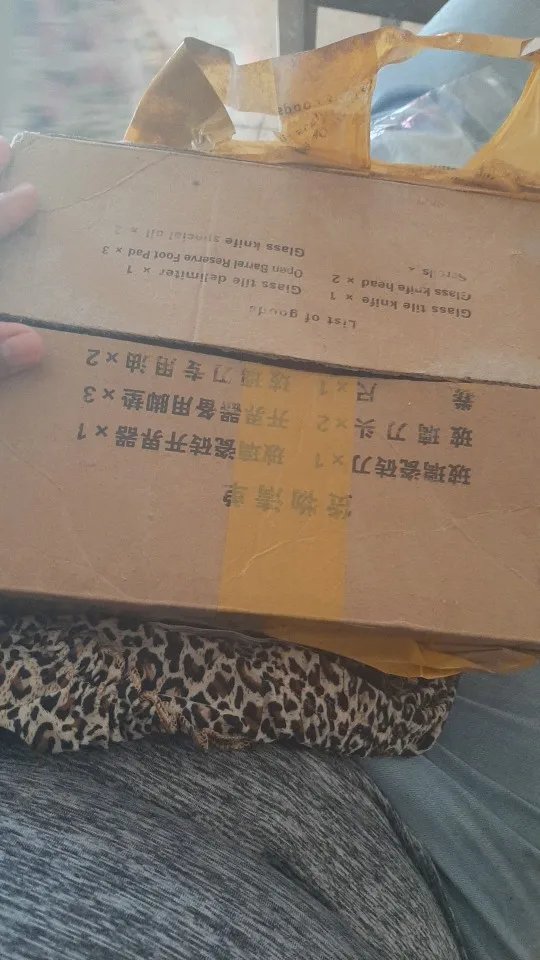 货物清单
玻璃瓷砖刀×1 玻璃瓷砖开界器×1
玻璃刀头×2 开界器备用脚垫×3
卷尺×1 玻璃刀专用油×2
List of goods
Glass tile knife × 1 Glass tile delimiter × 1
Glass knife head × 2 Open Barrel Reserve Foot Pad × 3
Glass knife special oil × 2